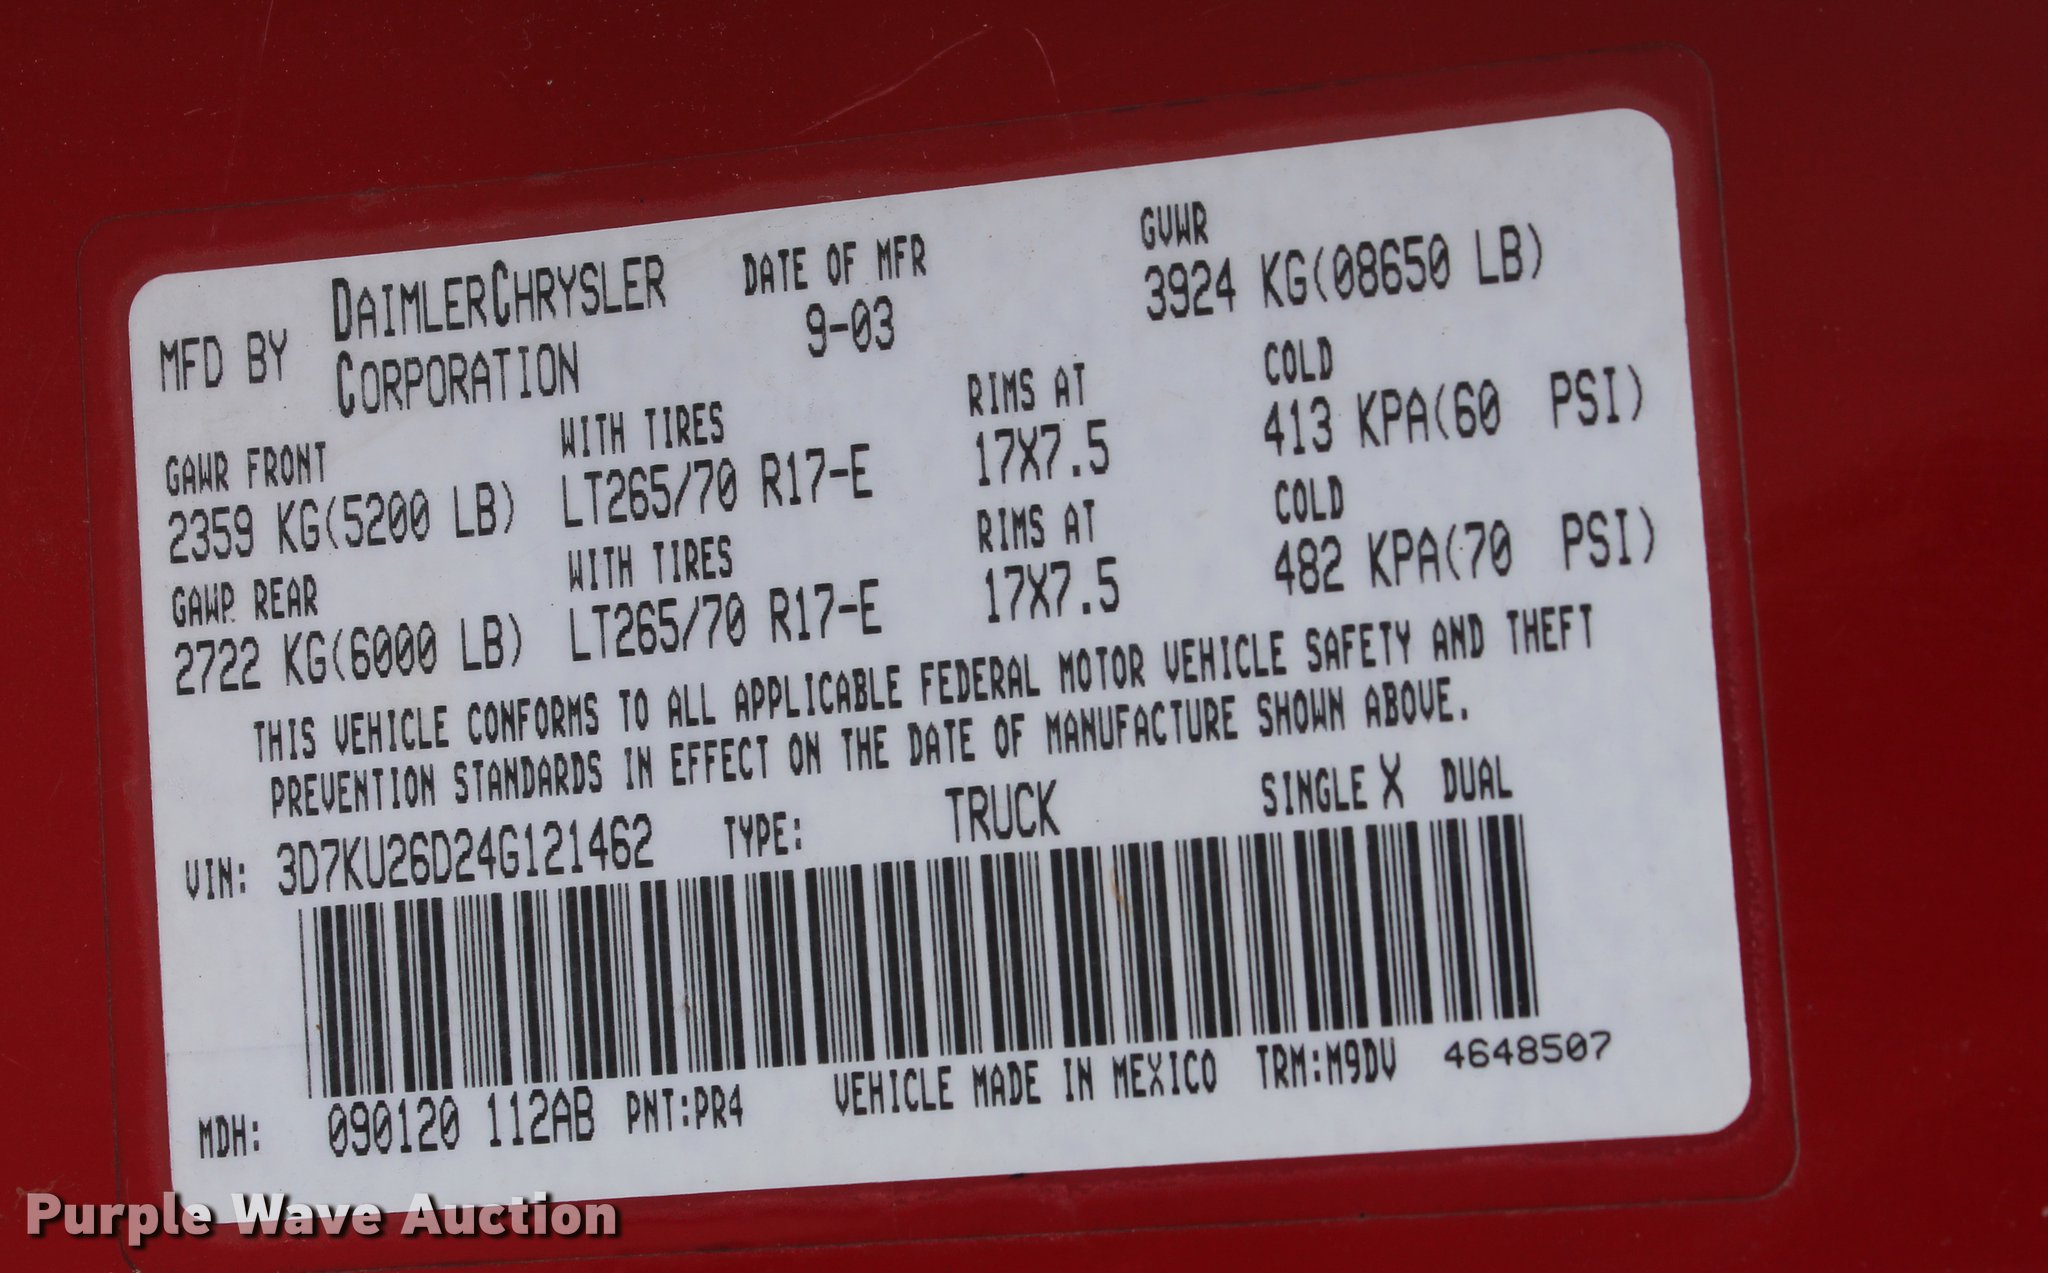 MFD BY DAIMLERCHRYSLER CORPORATION
DATE OF MFR
9-03
GVWR
3924 KG(08650 LB)
GAWR FRONT WITH TIRES RIMS AT COLD
2359 KG(5200 LB) LT265/70 R17-E 17X7.5 413 KPA(60 PSI)
GAWR REAR WITH TIRES RIMS AT COLD
2722 KG(6000 LB) LT265/70 R17-E 17X7.5 482 KPA(70 PSI)
THIS VEHICLE CONFORMS TO ALL APPLICABLE FEDERAL MOTOR VEHICLE SAFETY AND THEFT
PREVENTION STANDARDS IN EFFECT ON THE DATE OF MANUFACTURE SHOWN ABOVE.
VIN: 3D7KU26D24G121462 TYPE: TRUCK SINGLE X DUAL
MDH: 090120 112AB PNT:PR4 VEHICLE MADE IN MEXICO TRM:M9DV 4648507
Purple Wave Auction